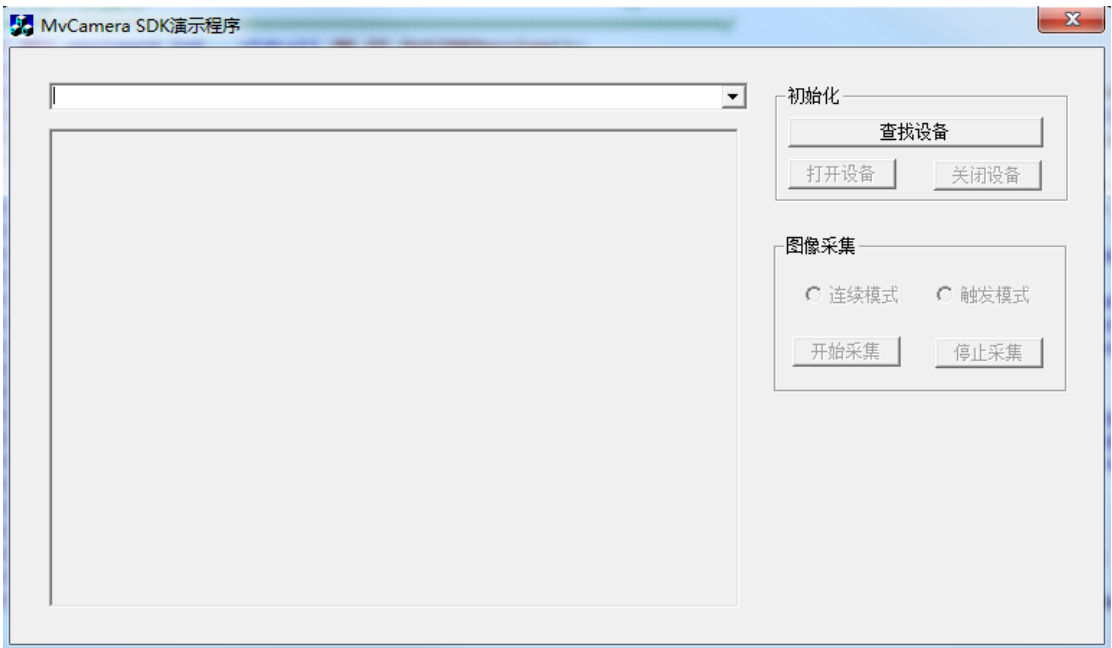 MvCamera SDK演示程序
初始化
查找设备
打开设备 关闭设备
图像采集
连续模式 触发模式
开始采集 停止采集